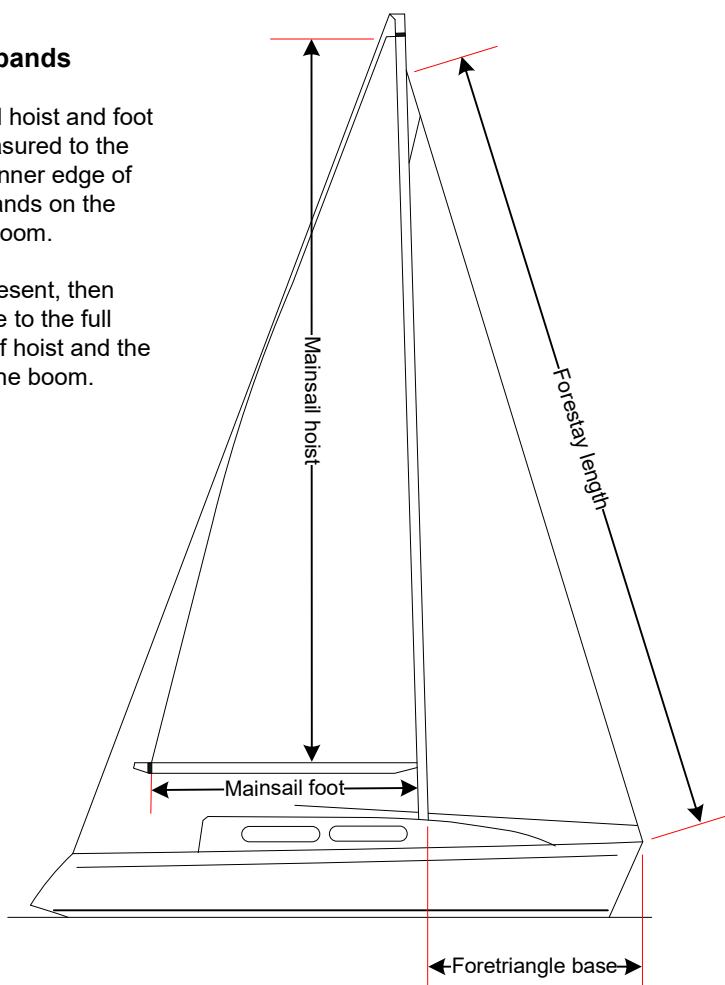 bands
hoist and foot
asured to the
nner edge of
ands on the
oom.
esent, then
e to the full
f hoist and the
he boom.
Mainsail hoist
Forestay length
Mainsail foot
Foretriangle base